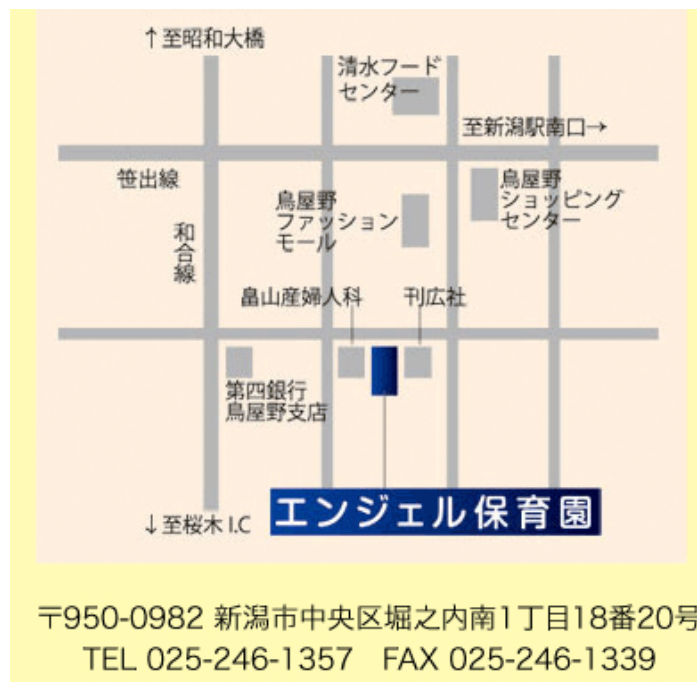 ↑至昭和大橋
清水フード
センター
至新潟駅南口→
笹出線
鳥屋野
ショッピング
センター
鳥屋野
ファッション
モール
和合線
畠山産婦人科
刊広社
第四銀行
鳥屋野支店
エンジェル保育園
↓至桜木I.C
〒950-0982 新潟市中央区堀之内南1丁目18番20号
TEL 025-246-1357 FAX 025-246-1339